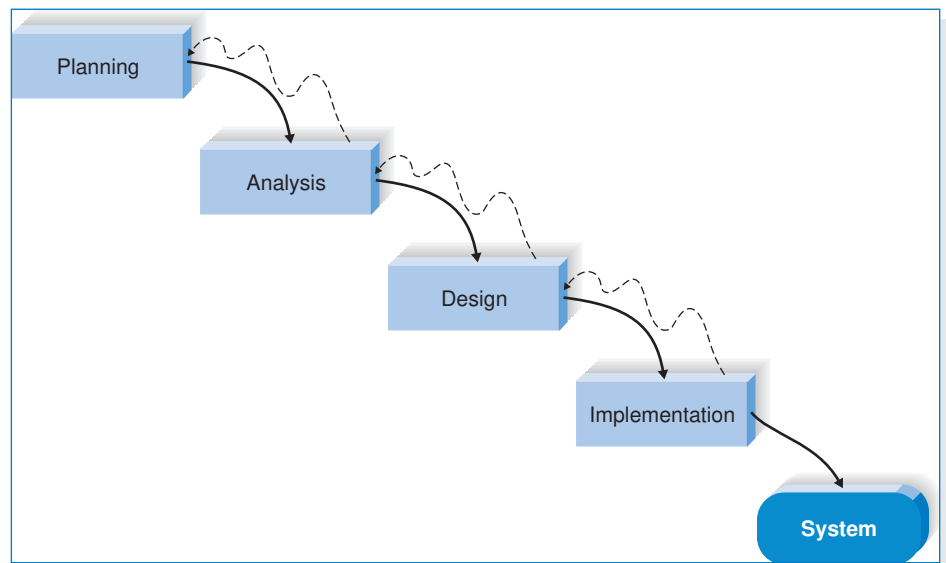 Planning
Analysis
Design
Implementation
System